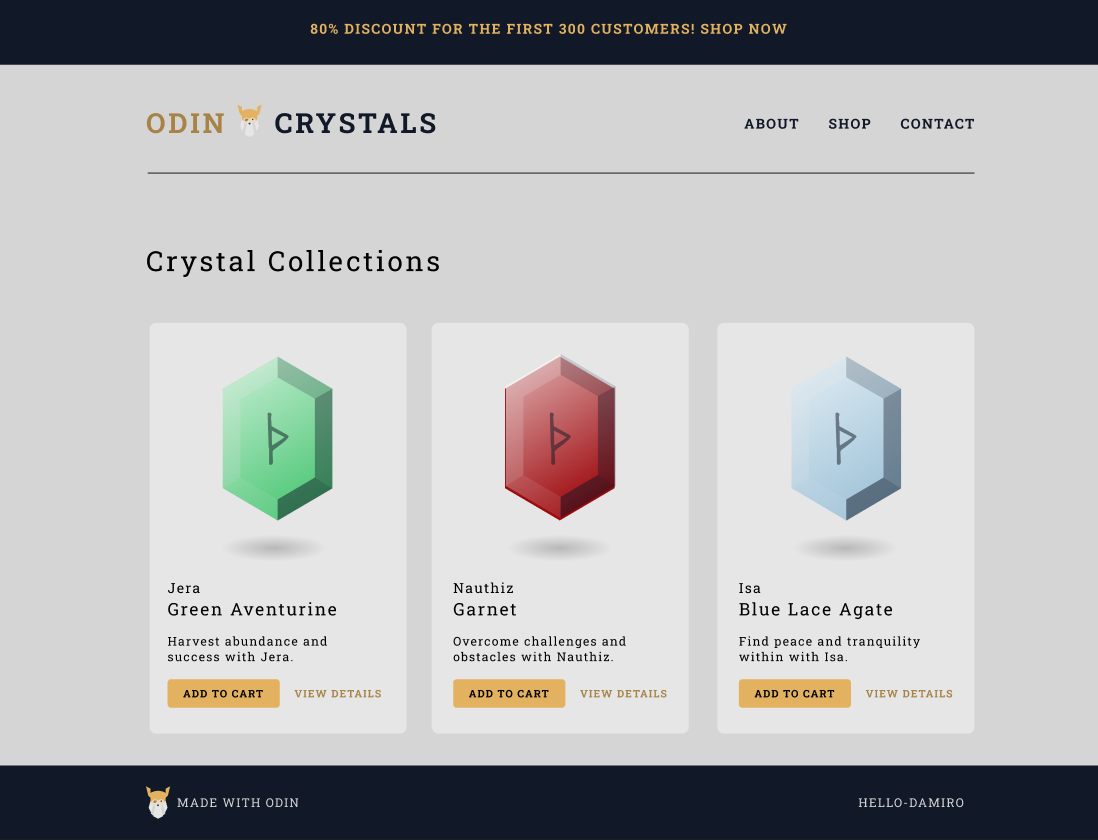 80% DISCOUNT FOR THE FIRST 300 CUSTOMERS! SHOP NOW
ODIN CRYSTALS
ABOUT SHOP CONTACT
Crystal Collections
Jera
Green Aventurine
Harvest abundance and
success with Jera.
ADD TO CART VIEW DETAILS
Nauthiz
Garnet
Overcome challenges and
obstacles with Nauthiz.
ADD TO CART VIEW DETAILS
Isa
Blue Lace Agate
Find peace and tranquility
within with Isa.
ADD TO CART VIEW DETAILS
MADE WITH ODIN
HELLO-DAMIRO